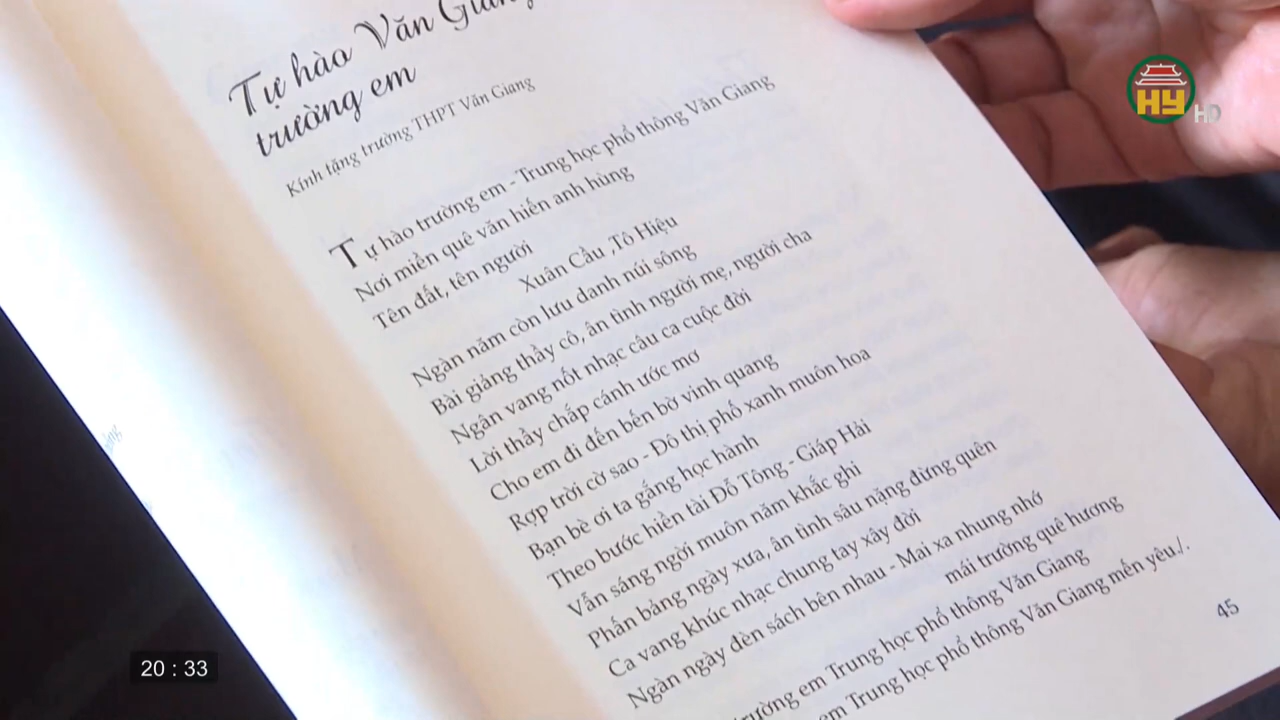 Tự hào Văn Giang
trường em
Kính tặng trường THPT Văn Giang
Tự hào trường em - Trung học phổ thông Văn Giang
Nơi miền quê văn hiến anh hùng
Tên đất, tên người
Xuân Cầu ,Tô Hiệu
Ngàn năm còn lưu danh núi sông
Bài giảng thầy cô, ân tình người mẹ, người cha
Ngân vang nốt nhạc câu ca cuộc đời
Lời thầy chắp cánh ước mơ
Cho em đi đến bến bờ vinh quang
Rợp trời cờ sao - Đô thị phố xanh muôn hoa
Bạn bè ơi ta gắng học hành
Theo bước hiền tài Đỗ Tông - Giáp Hải
Vẫn sáng ngời muôn năm khắc ghi
Phấn bảng ngày xưa, ân tình sâu nặng đừng quên
Ca vang khúc nhạc chung tay xây đời
Ngàn ngày đèn sách bên nhau - Mai xa nhung nhớ
mái trường quê hương
trường em Trung học phổ thông Văn Giang
em Trung học phổ thông Văn Giang mến yêu./.
45
HY HD
20 : 33